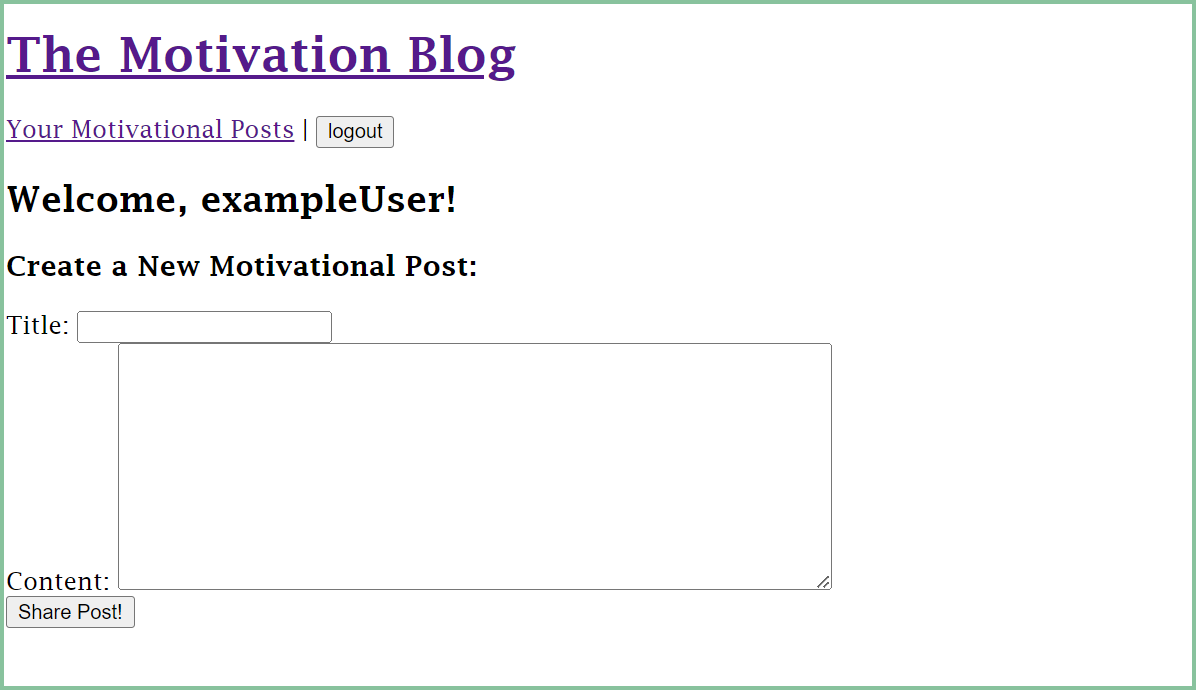 The Motivation Blog
Your Motivational Posts | logout
Welcome, exampleUser!
Create a New Motivational Post:
Title:
Content:
Share Post!